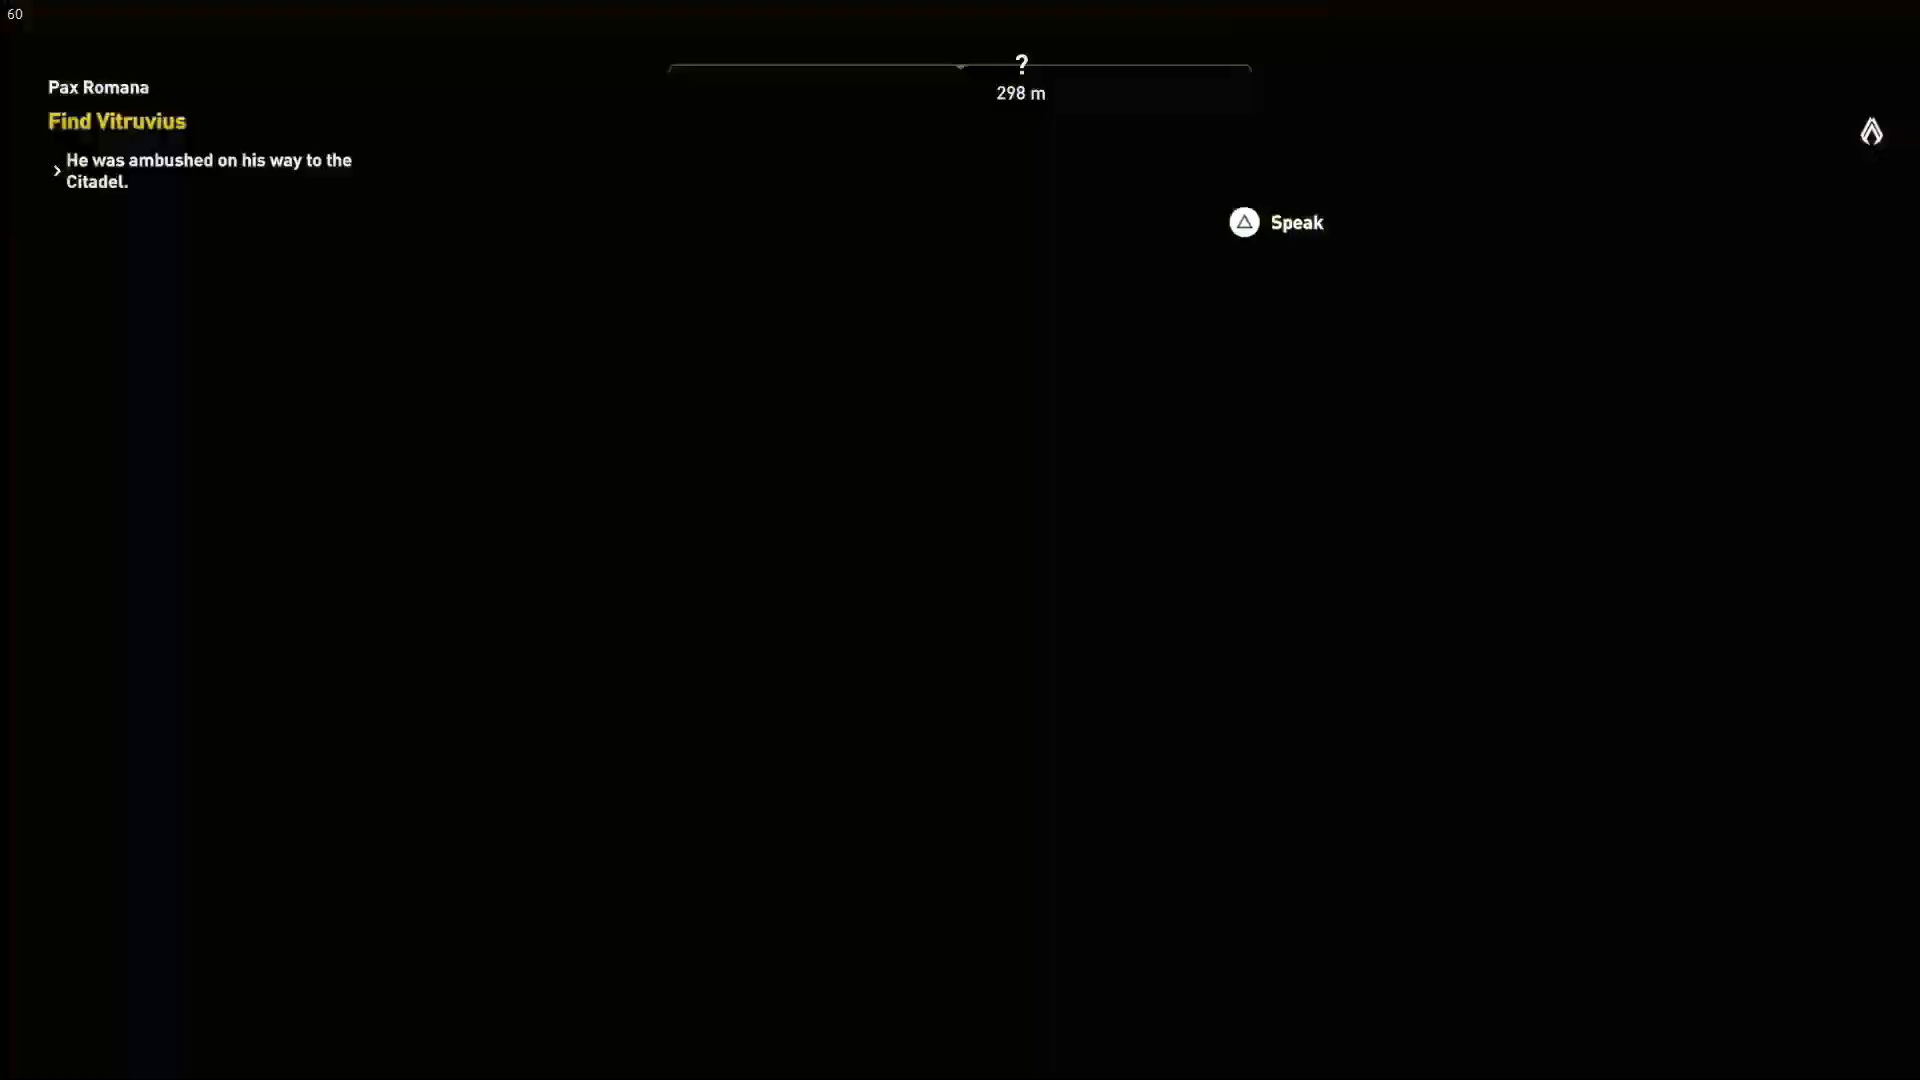 60
?
298 m
Pax Romana
Find Vitruvius
He was ambushed on his way to the
Citadel.
Speak